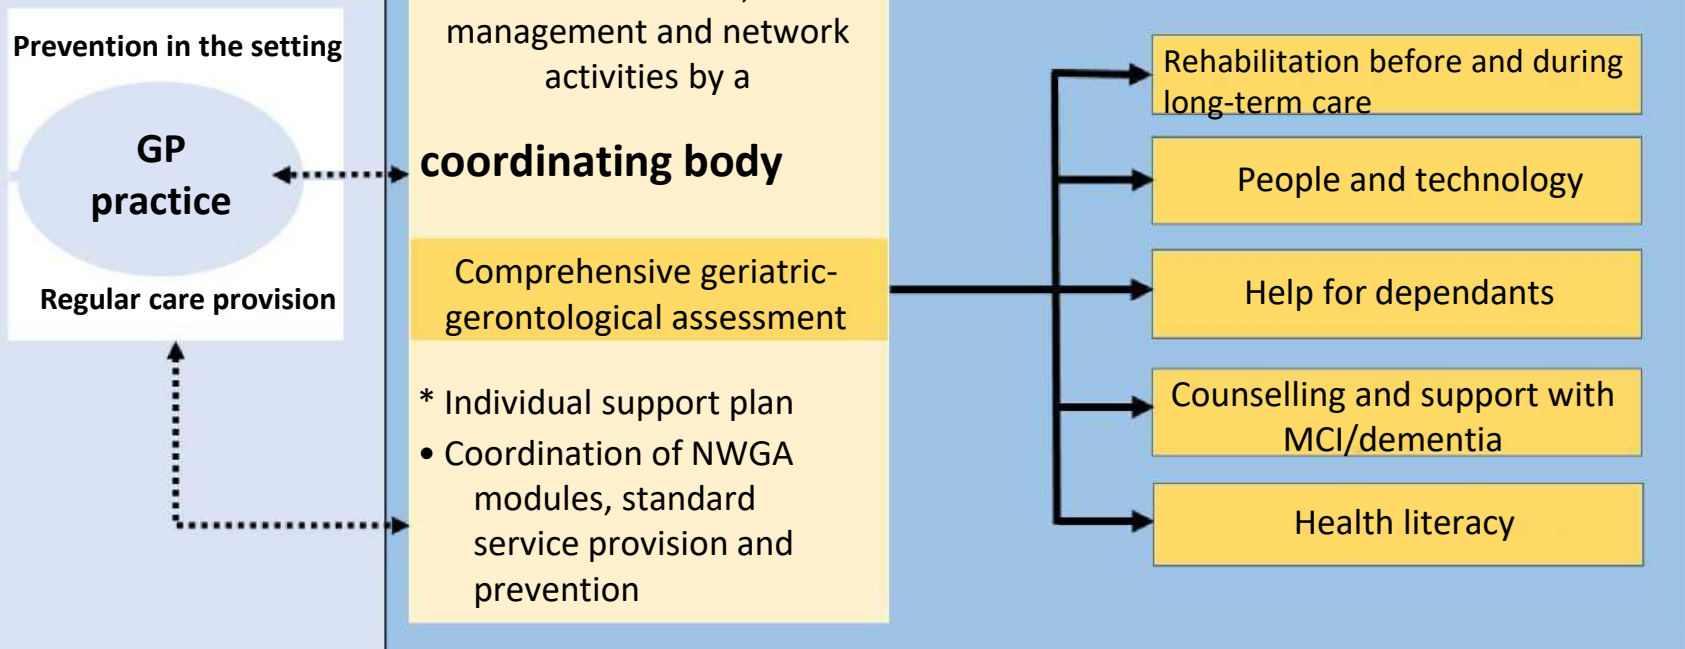 Prevention in the setting
GP
practice
Regular care provision
management and network
activities by a
coordinating body
Comprehensive geriatric-
gerontological assessment
* Individual support plan
• Coordination of NWGA
modules, standard
service provision and
prevention
Rehabilitation before and during
long-term care
People and technology
Help for dependants
Counselling and support with
MCI/dementia
Health literacy